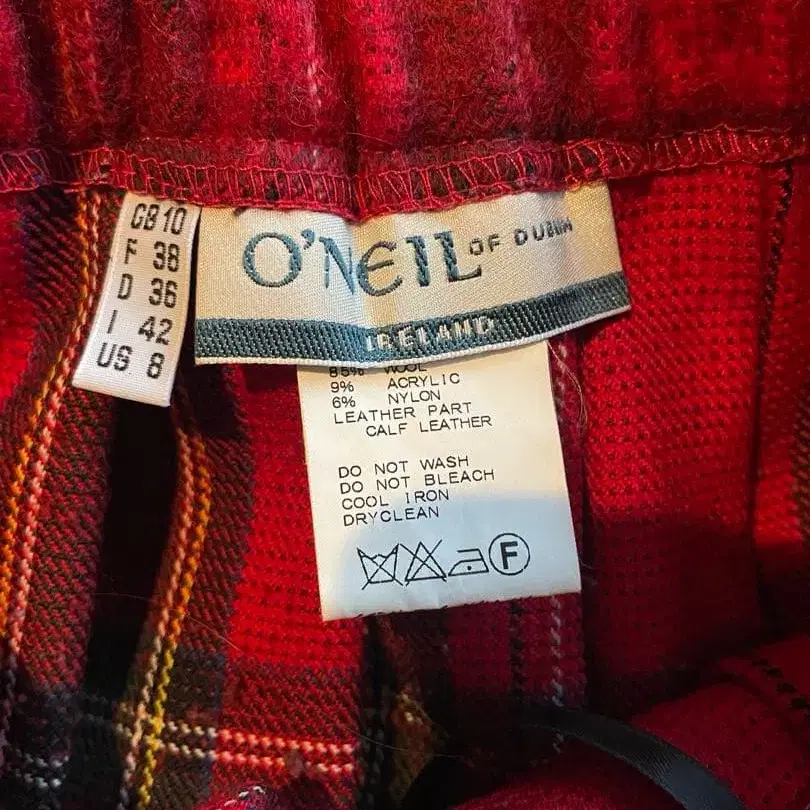 GB 10
F 38
D 36
I 42
US 8
O'NEIL OF DUBLIN
IRELAND
85% WOOL
9% ACRYLIC
6% NYLON
LEATHER PART
CALF LEATHER
DO NOT WASH
DO NOT BLEACH
COOL IRON
DRYCLEAN
F